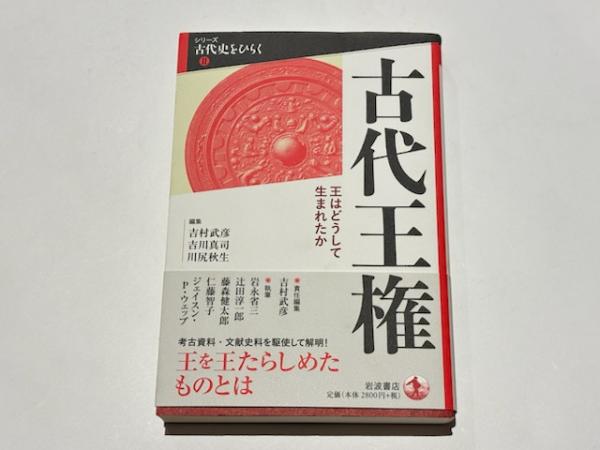 シリーズ
古代史をひらく
II
古代王権
王はどうして
生まれたか
編集
吉村武彦
吉川真司
川尻秋生
責任編集
吉村武彦
執筆
岩永省三
辻田淳一郎
藤森健太郎
仁藤智子
ジェイスン・
P・ウェッブ
考古資料・文献史料を駆使して解明!
王を王たらしめた
ものとは
岩波書店
定価(本体2800円+税)